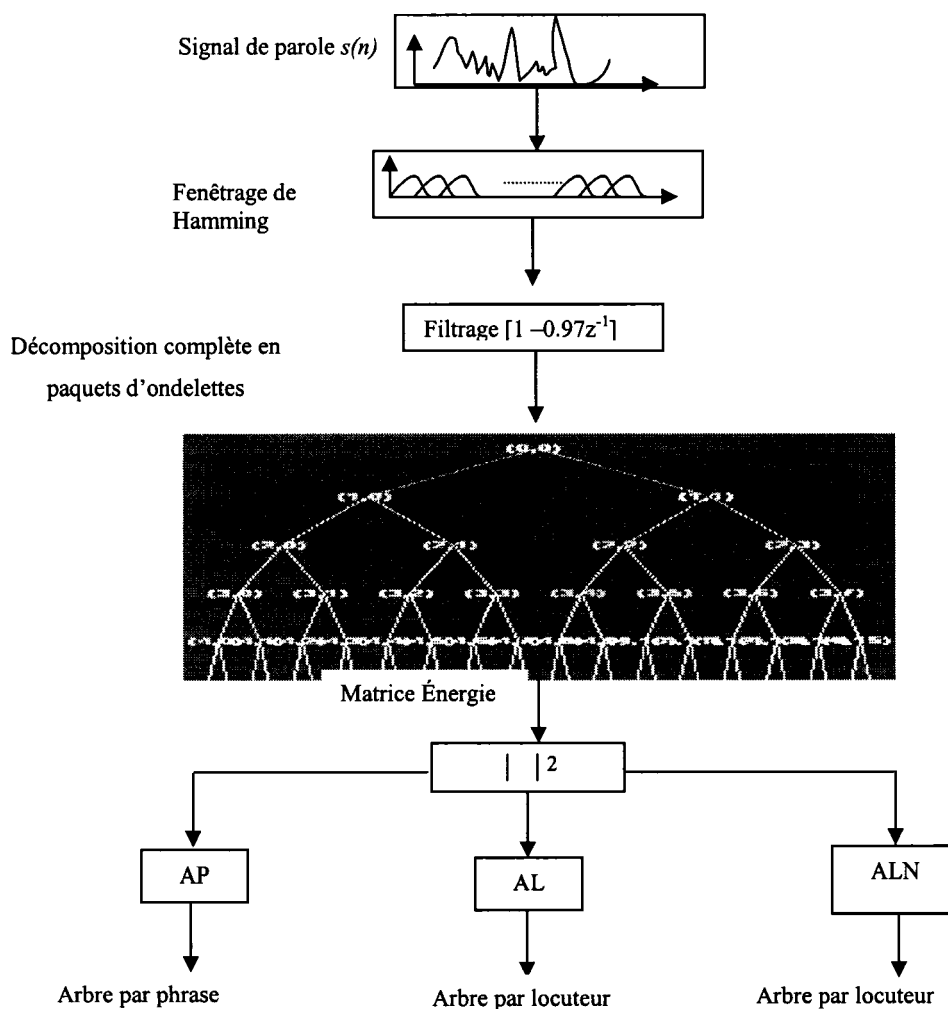 Signal de parole s(n)
Fenêtrage de
Hamming
Filtrage ⌈1 –0.97z⁻¹⌉
Décomposition complète en
paquets d’ondelettes
(0,0)
(1,0) (1,1)
(2,0) (2,1) (2,2) (2,3)
(3,0) (3,1) (3,2) (3,3) (3,4) (3,5) (3,6) (3,7)
Matrice Énergie
| |²
AP
AL
ALN
Arbre par phrase
Arbre par locuteur
Arbre par locuteur